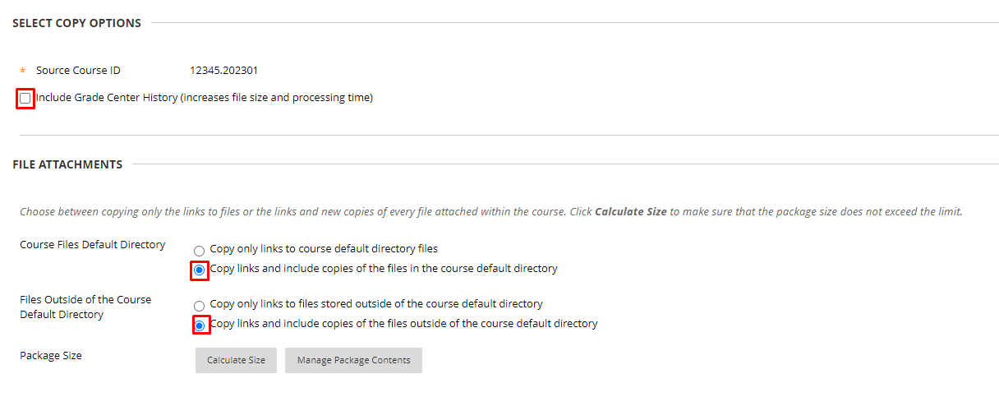 SELECT COPY OPTIONS
* Source Course ID 12345.202301
Include Grade Center History (increases file size and processing time)
FILE ATTACHMENTS
Choose between copying only the links to files or the links and new copies of every file attached within the course. Click Calculate Size to make sure that the package size does not exceed the limit.
Course Files Default Directory
Copy only links to course default directory files
Copy links and include copies of the files in the course default directory
Files Outside of the Course
Default Directory
Copy only links to files stored outside of the course default directory
Copy links and include copies of the files outside of the course default directory
Package Size
Calculate Size
Manage Package Contents